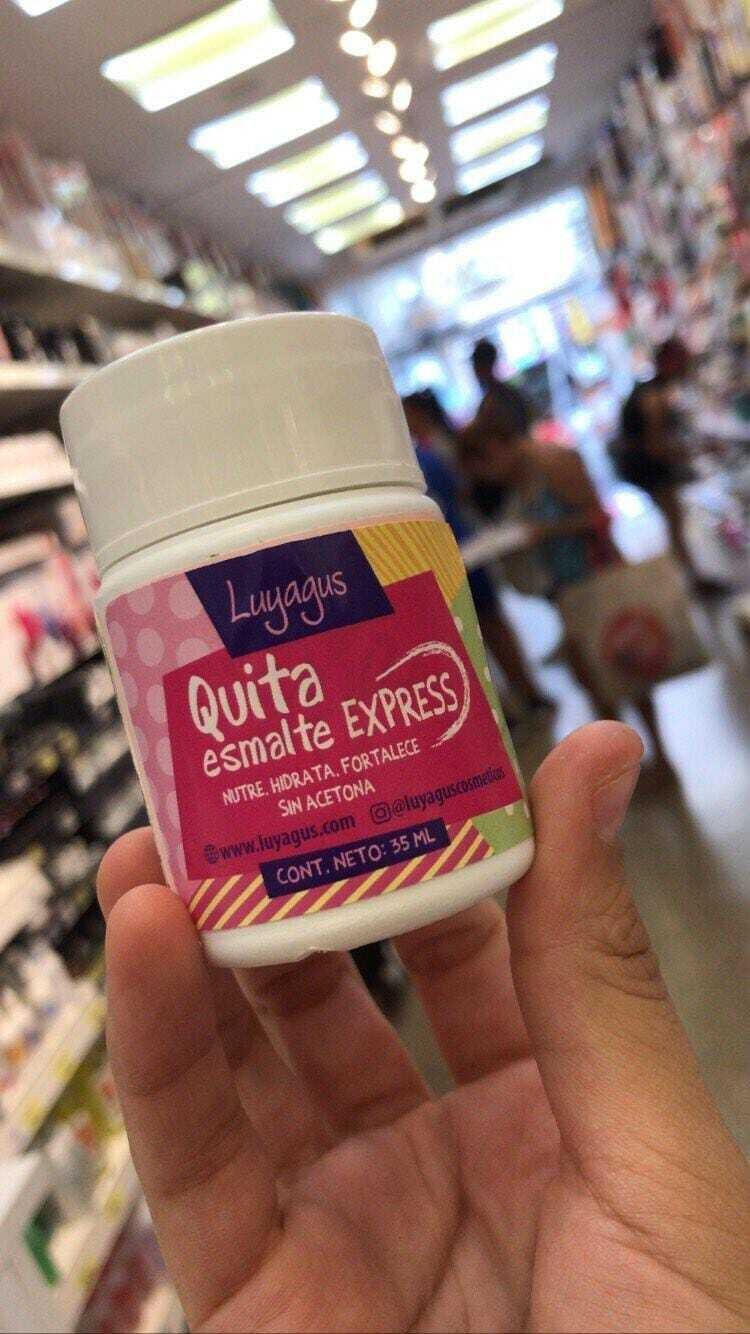 Luyagus
Quita
esmalte EXPRESS
NUTRE. HIDRATA. FORTALECE
SIN ACETONA
www.luyagus.com @luyaguscosmeticos
CONT. NETO: 35 ML